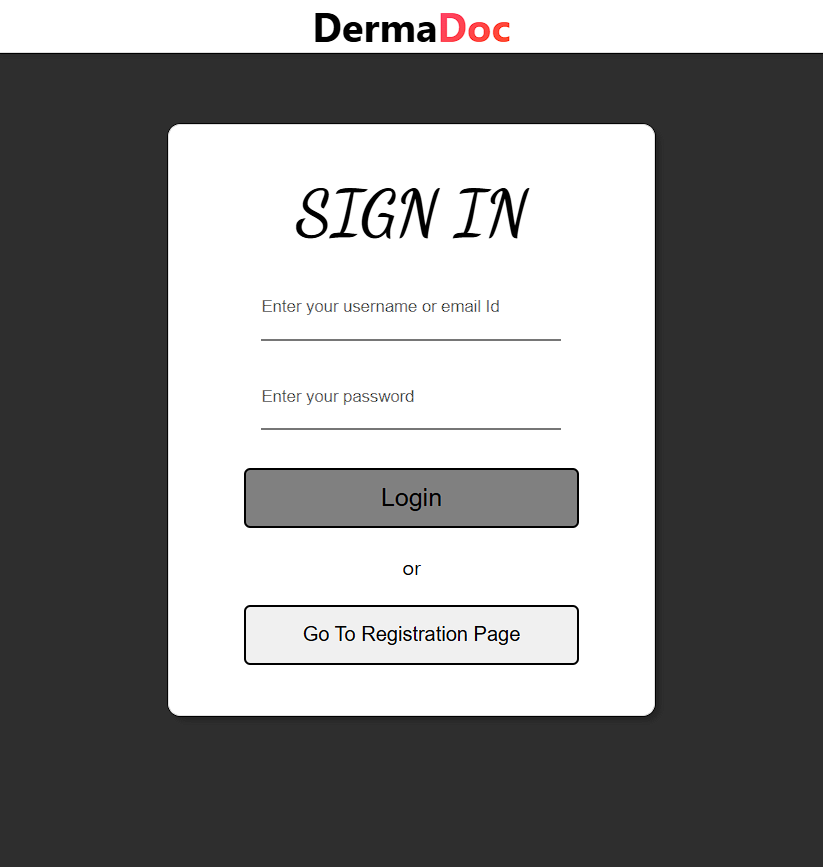 DermaDoc
SIGN IN
Enter your username or email Id
Enter your password
Login
or
Go To Registration Page